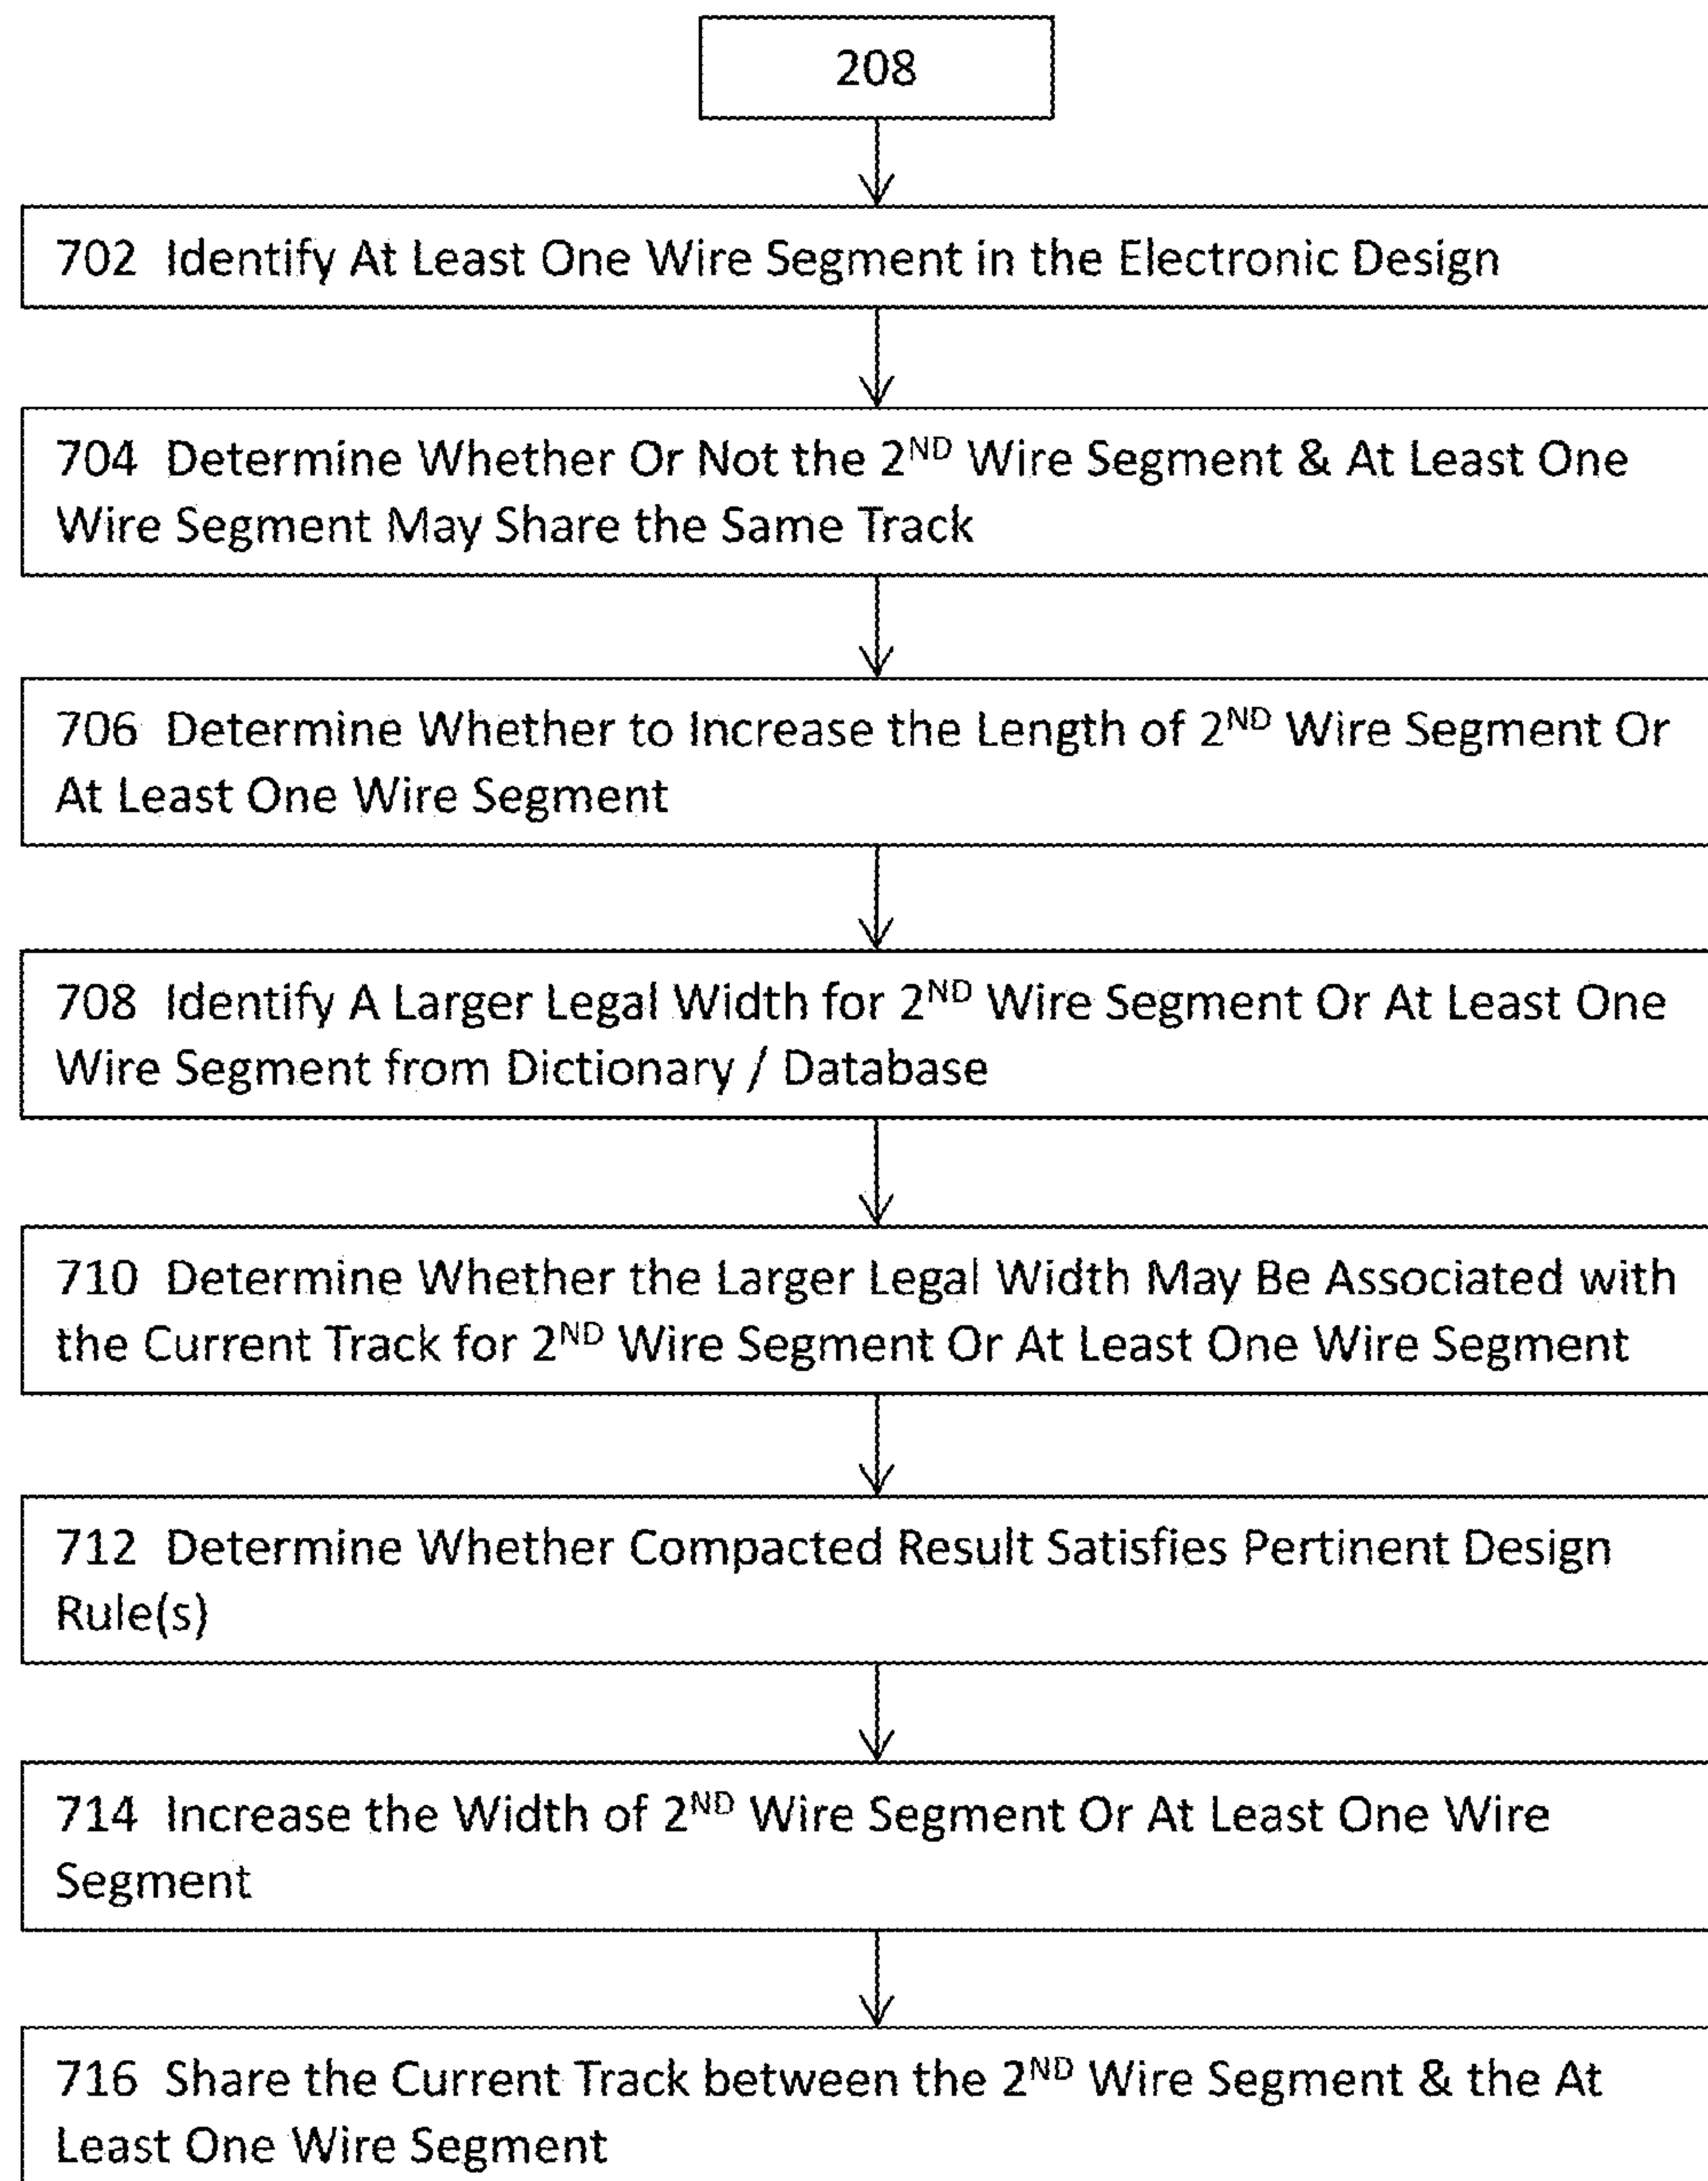 208
702 Identify At Least One Wire Segment in the Electronic Design
704 Determine Whether Or Not the 2ND Wire Segment & At Least One
Wire Segment May Share the Same Track
706 Determine Whether to Increase the Length of 2ND Wire Segment Or
At Least One Wire Segment
708 Identify A Larger Legal Width for 2ND Wire Segment Or At Least One
Wire Segment from Dictionary / Database
710 Determine Whether the Larger Legal Width May Be Associated with
the Current Track for 2ND Wire Segment Or At Least One Wire Segment
712 Determine Whether Compacted Result Satisfies Pertinent Design
Rule(s)
714 Increase the Width of 2ND Wire Segment Or At Least One Wire
Segment
716 Share the Current Track between the 2ND Wire Segment & the At
Least One Wire Segment